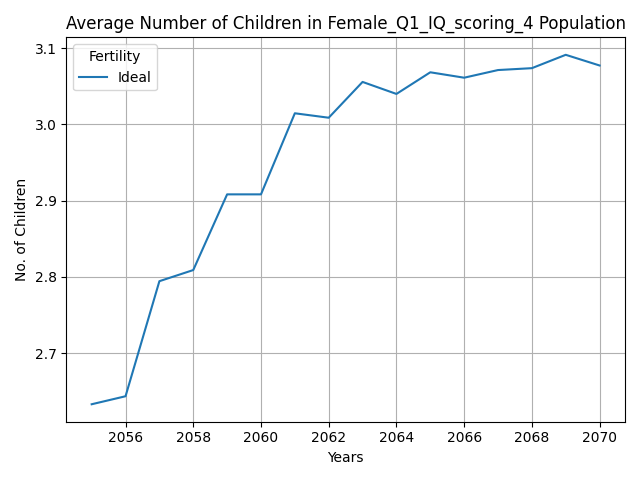 Average Number of Children in Female_Q1_IQ_scoring_4 Population
Fertility
Ideal
3.1
3.0
2.9
2.8
2.7
No. of Children
2056 2058 2060 2062 2064 2066 2068 2070
Years